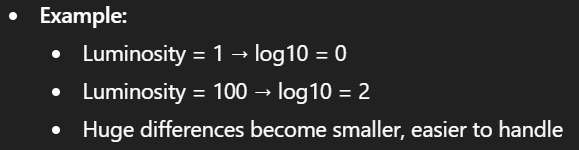 • Example:
• Luminosity = 1 → log10 = 0
• Luminosity = 100 → log10 = 2
• Huge differences become smaller, easier to handle